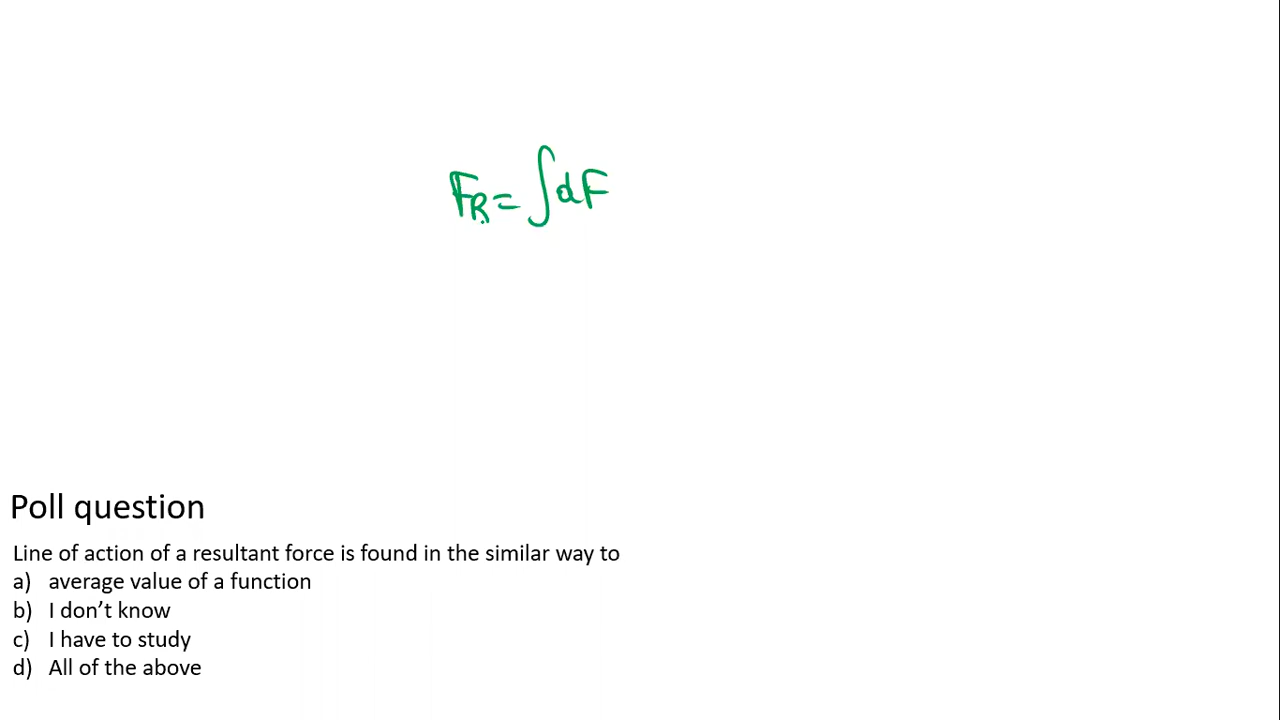 F_R = ∫dF
Poll question
Line of action of a resultant force is found in the similar way to
a) average value of a function
b) I don’t know
c) I have to study
d) All of the above